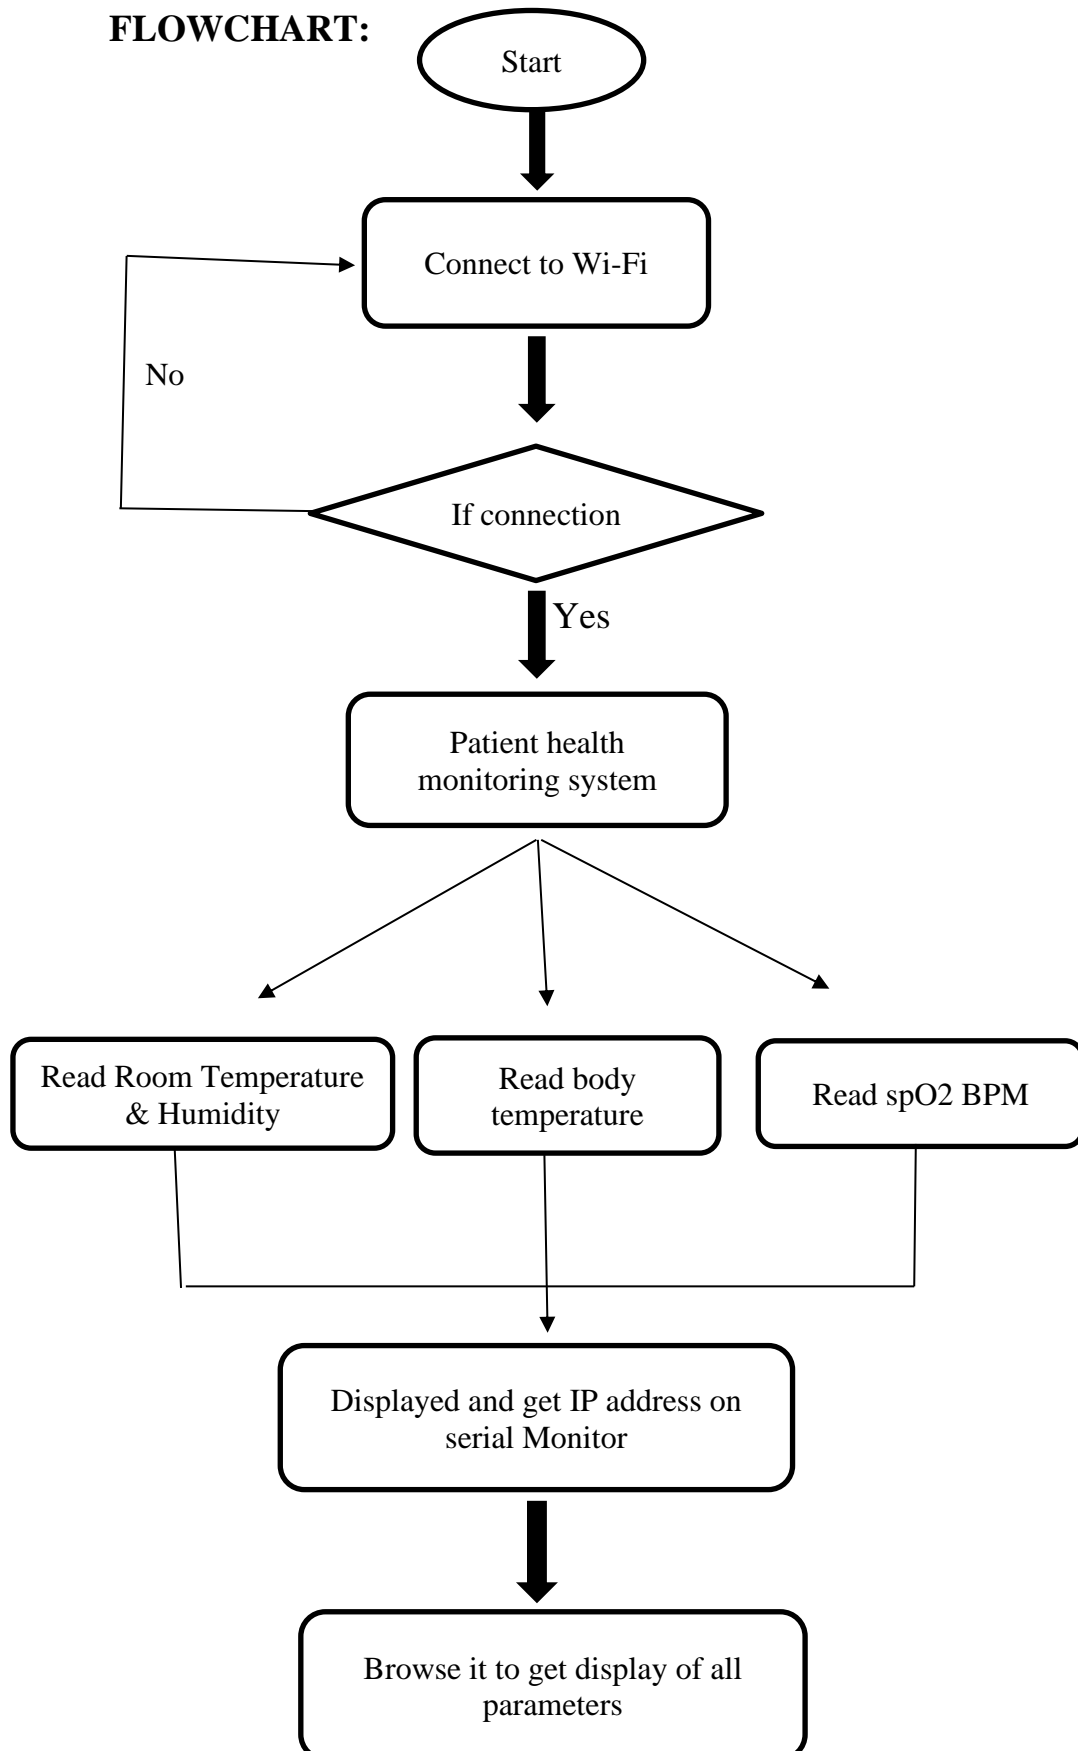 FLOWCHART:
Start
Connect to Wi-Fi
No
If connection
Yes
Patient health
monitoring system
Read Room Temperature
& Humidity
Read body
temperature
Read spO2 BPM
Displayed and get IP address on
serial Monitor
Browse it to get display of all
parameters